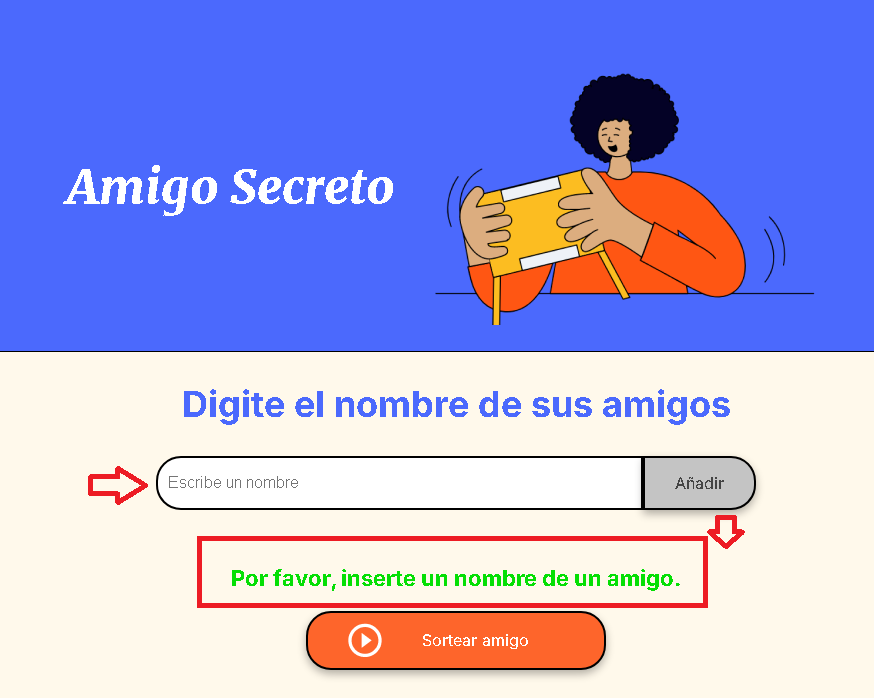 Amigo Secreto
Digite el nombre de sus amigos
Escribe un nombre
Añadir
Por favor, inserte un nombre de un amigo.
Sortear amigo